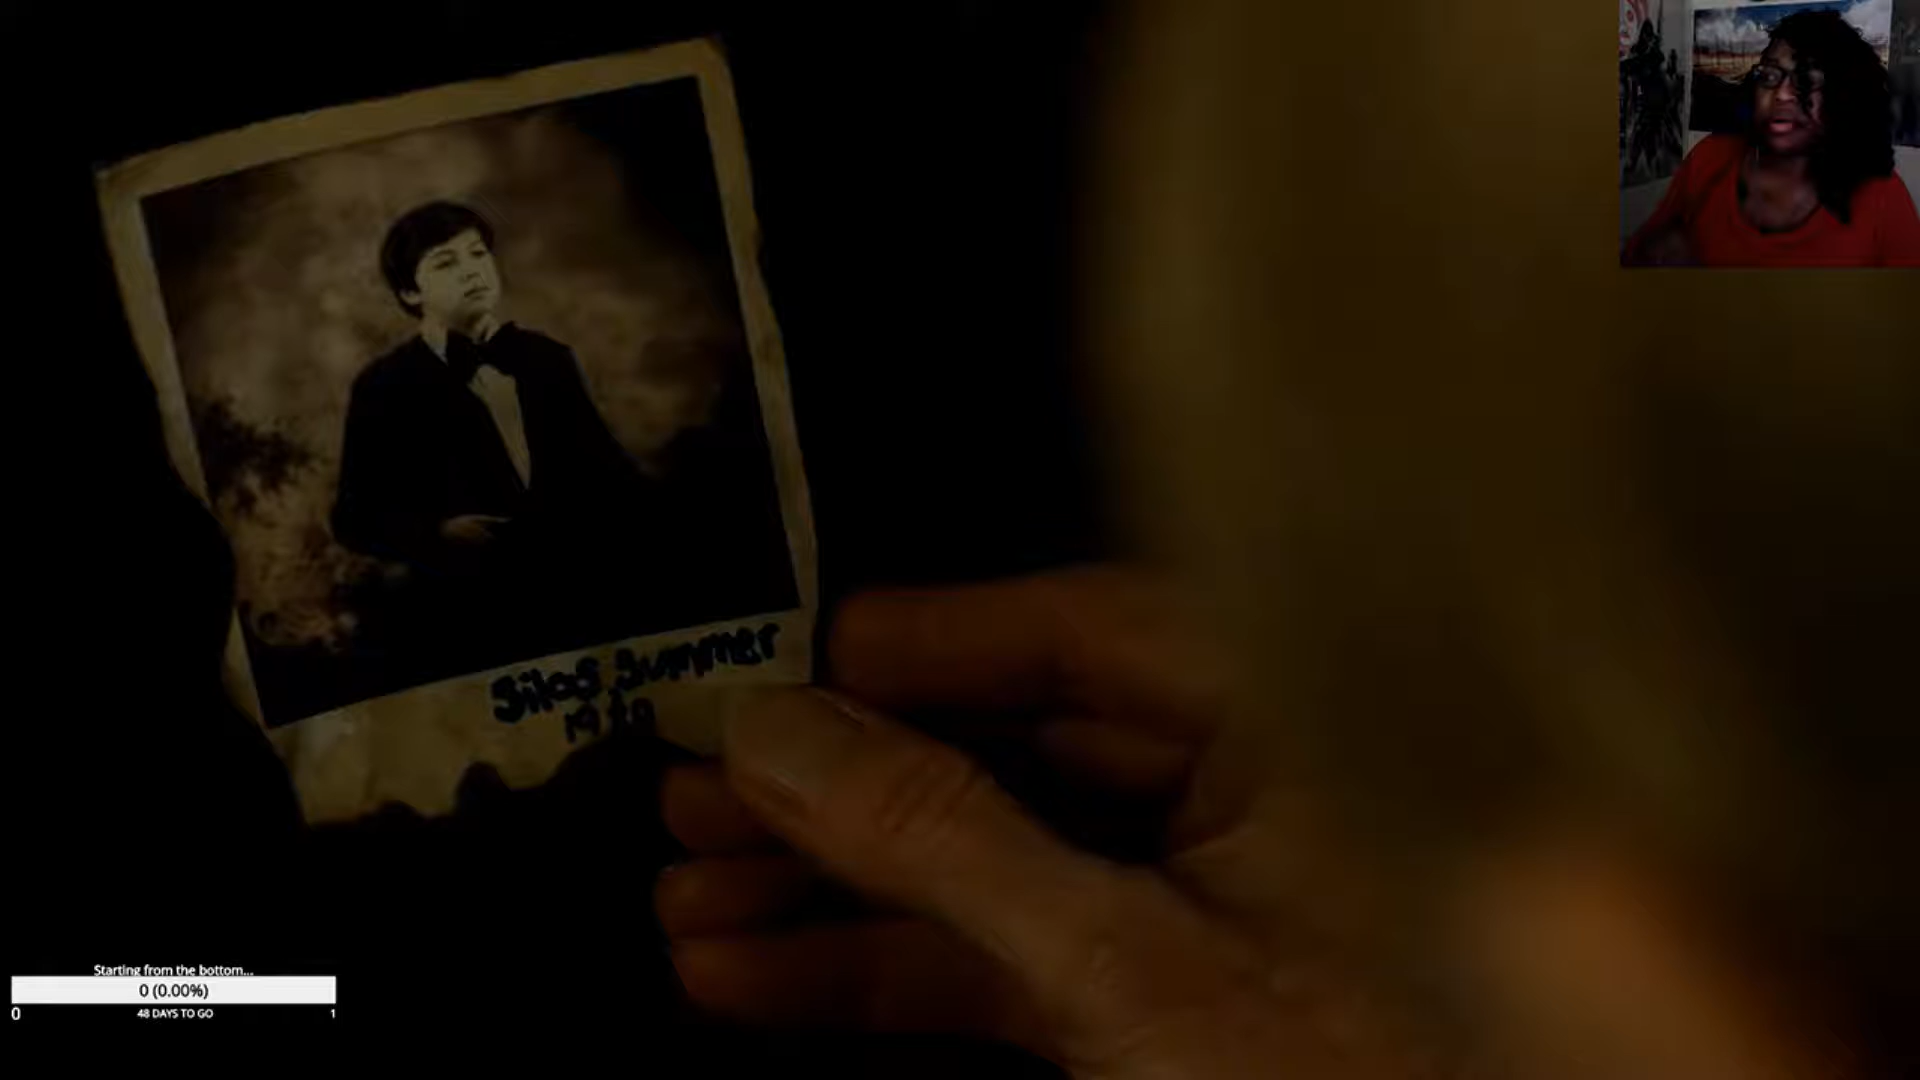 Silas, Summer
Starting from the bottom...
0 (0.00%)
0 48 DAYS TO GO 1